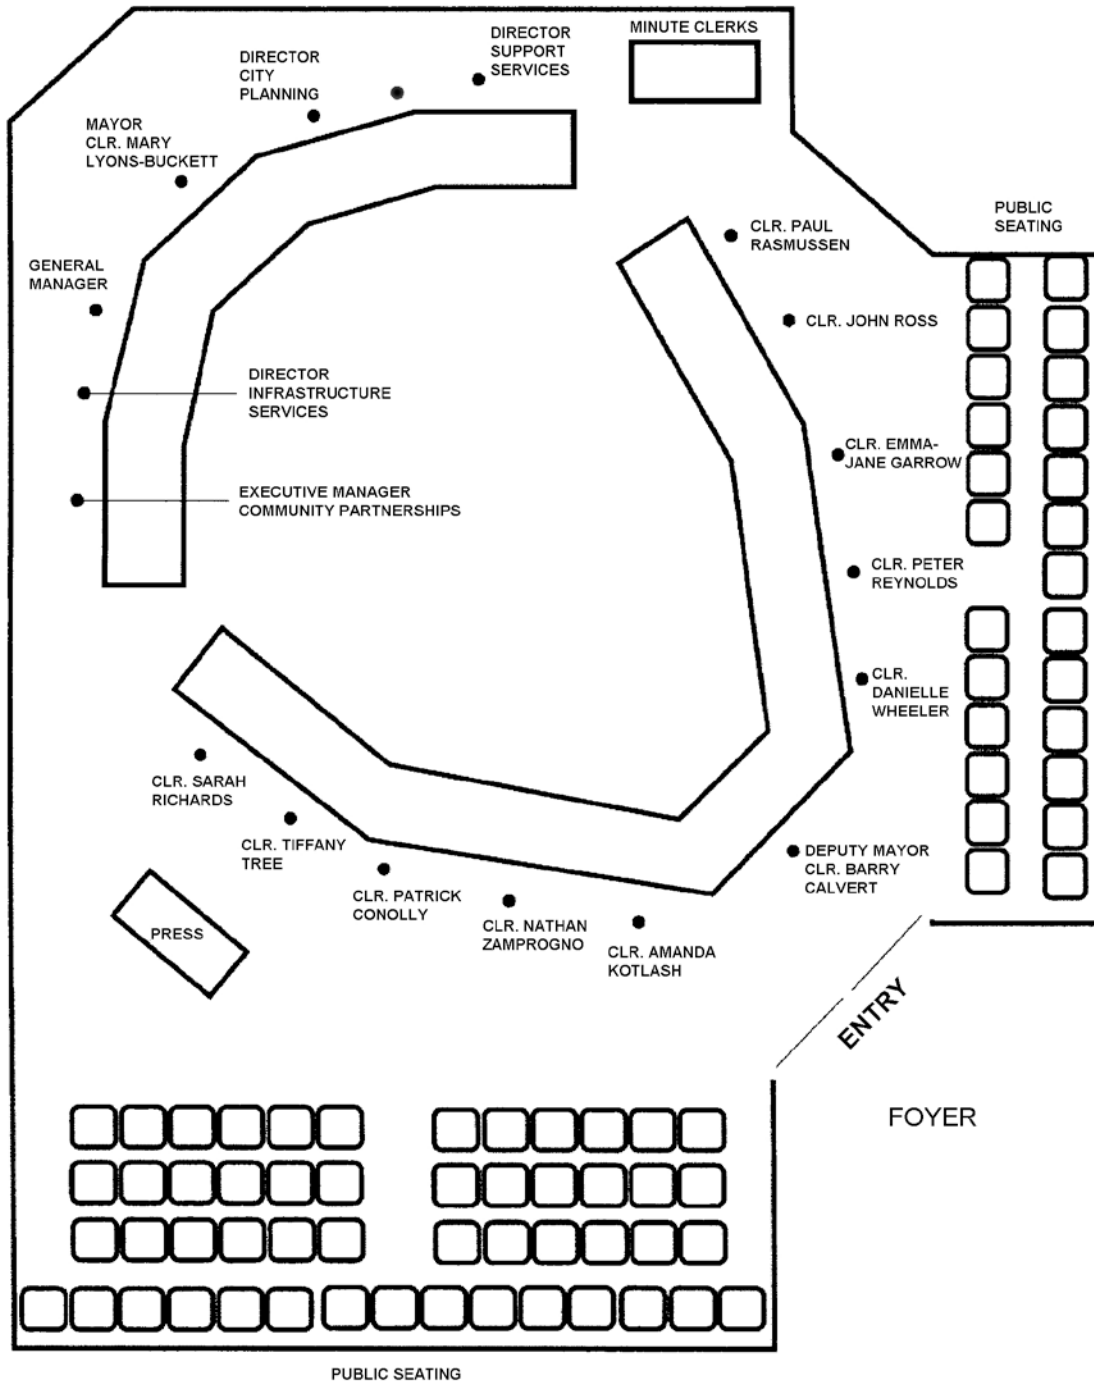 DIRECTOR
SUPPORT
SERVICES
MINUTE CLERKS
DIRECTOR
CITY
PLANNING
MAYOR
CLR. MARY
LYONS-BUCKETT
GENERAL
MANAGER
DIRECTOR
INFRASTRUCTURE
SERVICES
EXECUTIVE MANAGER
COMMUNITY PARTNERSHIPS
CLR. PAUL
RASMUSSEN
PUBLIC
SEATING
CLR. JOHN ROSS
CLR. EMMA-
JANE GARROW
CLR. PETER
REYNOLDS
CLR.
DANIELLE
WHEELER
CLR. SARAH
RICHARDS
CLR. TIFFANY
TREE
CLR. PATRICK
CONOLLY
CLR. NATHAN
ZAMPROGNO
CLR. AMANDA
KOTLASH
DEPUTY MAYOR
CLR. BARRY
CALVERT
PRESS
ENTRY
FOYER
PUBLIC SEATING